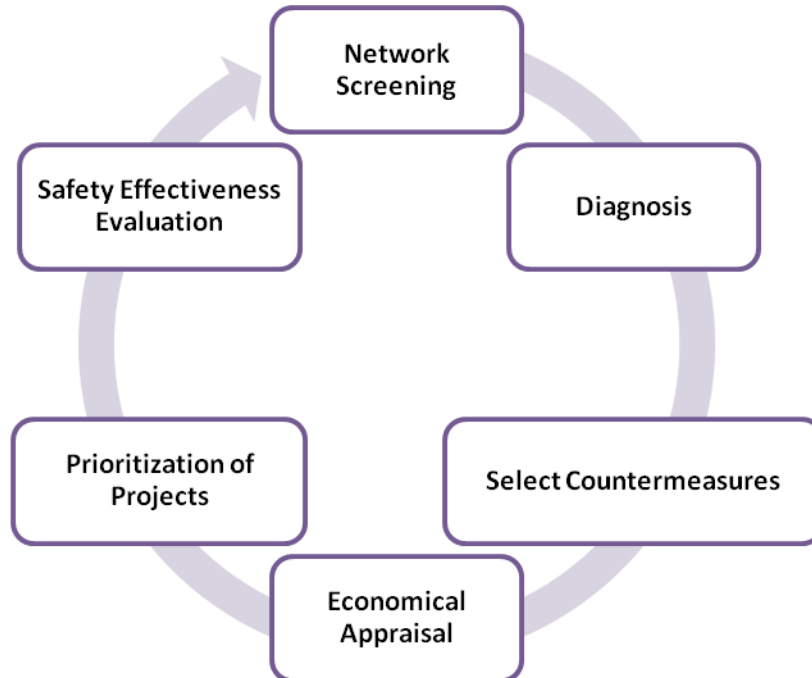 Network
Screening
Diagnosis
Select Countermeasures
Economical
Appraisal
Prioritization of
Projects
Safety Effectiveness
Evaluation